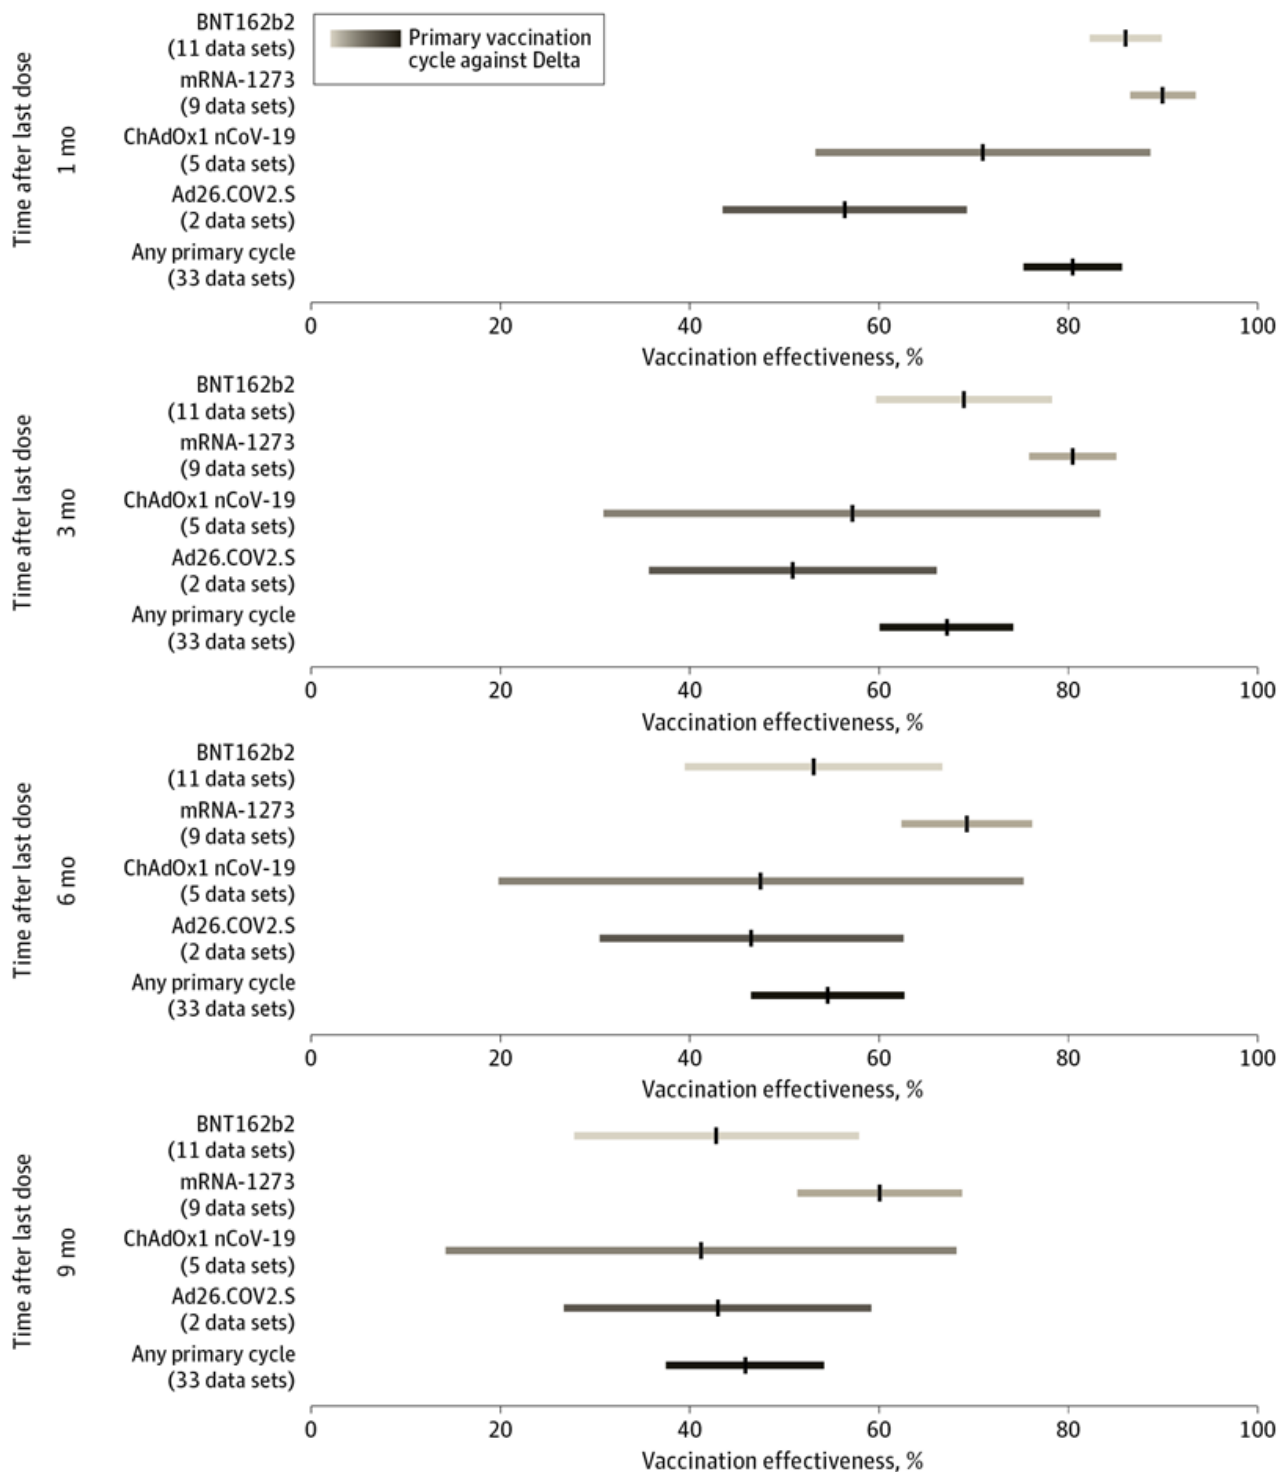 BNT162b2
(11 data sets)
Primary vaccination
cycle against Delta
mRNA-1273
(9 data sets)
ChAdOx1 nCoV-19
(5 data sets)
Ad26.COV2.S
(2 data sets)
Any primary cycle
(33 data sets)
Time after last dose
1 mo
0 20 40 60 80 100
Vaccination effectiveness, %
BNT162b2
(11 data sets)
mRNA-1273
(9 data sets)
ChAdOx1 nCoV-19
(5 data sets)
Ad26.COV2.S
(2 data sets)
Any primary cycle
(33 data sets)
Time after last dose
3 mo
0 20 40 60 80 100
Vaccination effectiveness, %
BNT162b2
(11 data sets)
mRNA-1273
(9 data sets)
ChAdOx1 nCoV-19
(5 data sets)
Ad26.COV2.S
(2 data sets)
Any primary cycle
(33 data sets)
Time after last dose
6 mo
0 20 40 60 80 100
Vaccination effectiveness, %
BNT162b2
(11 data sets)
mRNA-1273
(9 data sets)
ChAdOx1 nCoV-19
(5 data sets)
Ad26.COV2.S
(2 data sets)
Any primary cycle
(33 data sets)
Time after last dose
9 mo
0 20 40 60 80 100
Vaccination effectiveness, %